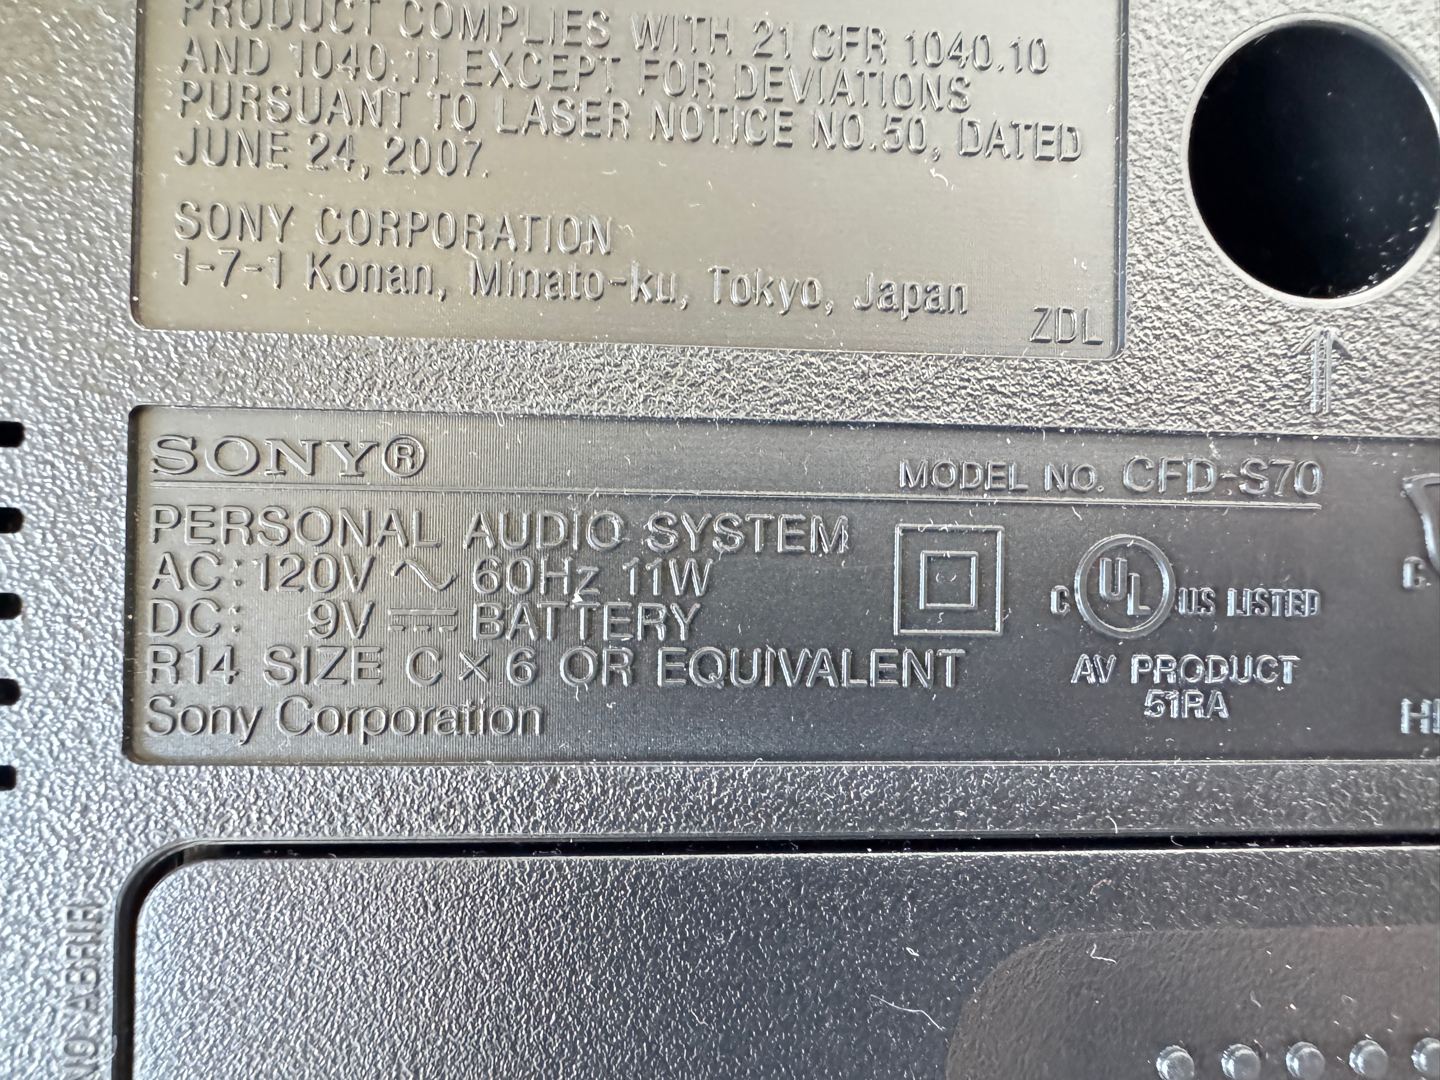 PRODUCT COMPLIES WITH 21 CFR 1040.10
AND 1040.11 EXCEPT FOR DEVIATIONS
PURSUANT TO LASER NOTICE NO.50, DATED
JUNE 24, 2007.
SONY CORPORATION
1-7-1 Konan, Minato-ku, Tokyo, Japan
ZDL
SONY®
MODEL NO. CFD-S70
PERSONAL AUDIO SYSTEM
AC: 120V ~ 60Hz 11W
DC: 9V ⎓ BATTERY
R14 SIZE C × 6 OR EQUIVALENT
Sony Corporation
C UL US LISTED
AV PRODUCT
51RA
C
NO ABRIR